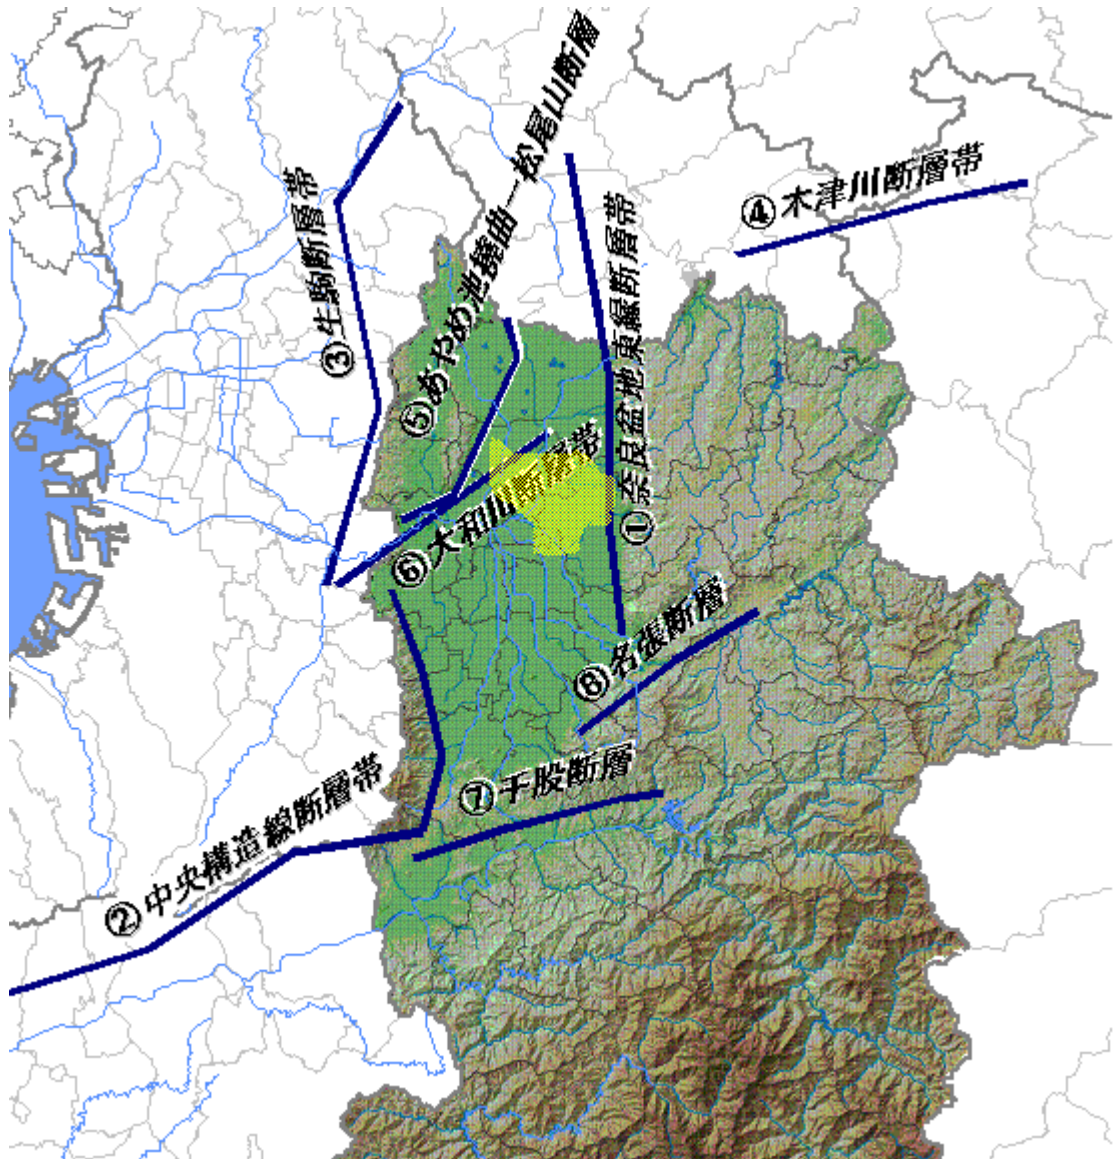 ①奈良盆地東縁断層帯
②中央構造線断層帯
③生駒断層帯
④木津川断層帯
⑤あやめ池撓曲－松尾山断層
⑥大和川断層帯
⑦千股断層
⑧名張断層